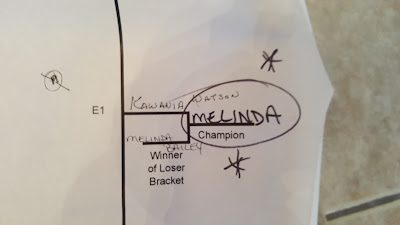 KAWANIA WATSON
E1
MELINDA
MELINDA BAILEY
Champion
Winner
of Loser
Bracket